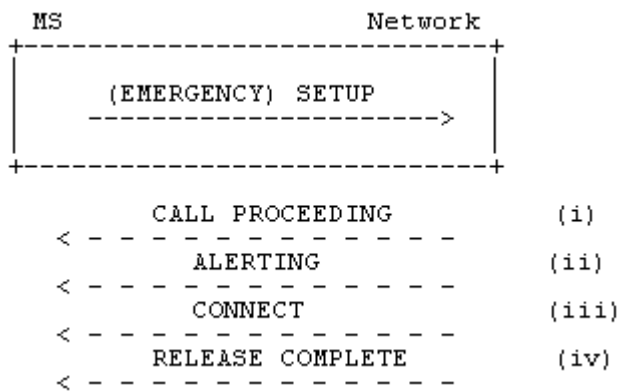 MS Network
(EMERGENCY) SETUP
CALL PROCEEDING (i)
ALERTING (ii)
CONNECT (iii)
RELEASE COMPLETE (iv)